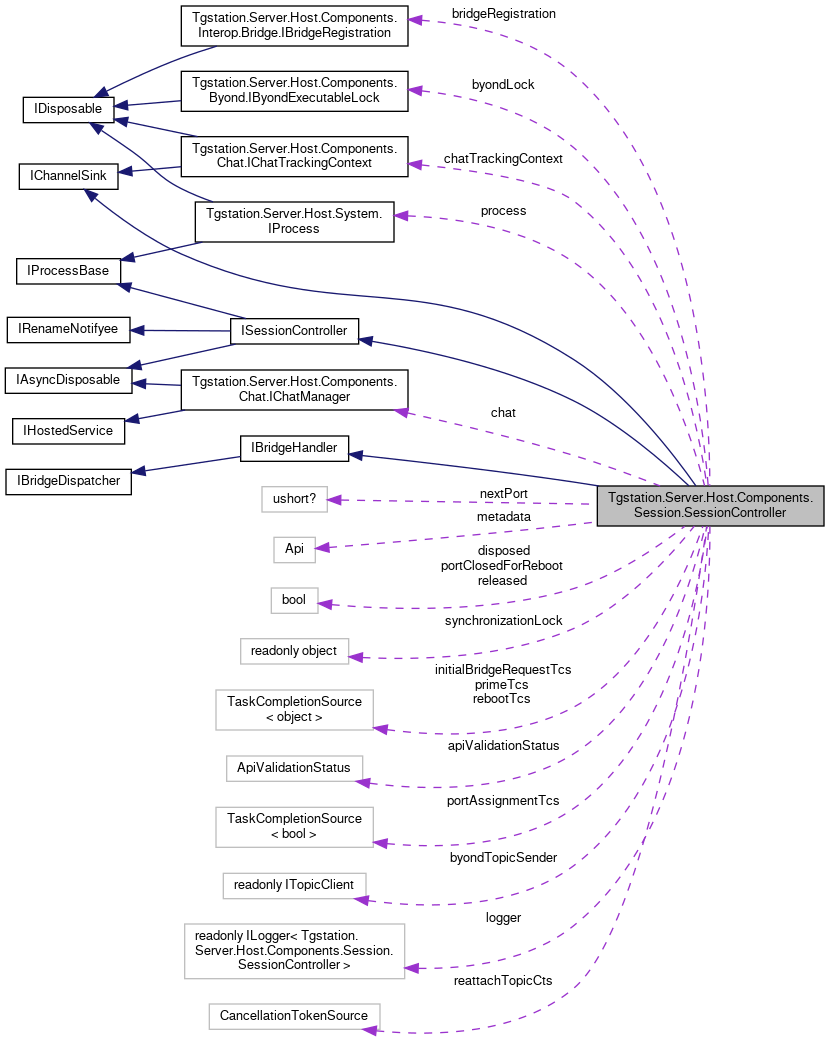 Tgstation.Server.Host.Components.
Interop.Bridge.IBridgeRegistration
bridgeRegistration
Tgstation.Server.Host.Components.
Byond.IByondExecutableLock
byondLock
IDisposable
Tgstation.Server.Host.Components.
Chat.IChatTrackingContext
chatTrackingContext
IChannelSink
Tgstation.Server.Host.System.
IProcess
process
IProcessBase
IRenameNotifyee
ISessionController
IAsyncDisposable
Tgstation.Server.Host.Components.
Chat.IChatManager
chat
IHostedService
IBridgeHandler
IBridgeDispatcher
ushort?
nextPort
Tgstation.Server.Host.Components.
Session.SessionController
metadata
Api
disposed
portClosedForReboot
released
bool
synchronizationLock
readonly object
initialBridgeRequestTcs
primeTcs
rebootTcs
TaskCompletionSource
< object >
apiValidationStatus
ApiValidationStatus
portAssignmentTcs
TaskCompletionSource
< bool >
byondTopicSender
readonly ITopicClient
logger
readonly ILogger< Tgstation.
Server.Host.Components.Session.
SessionController >
reattachTopicCts
CancellationTokenSource